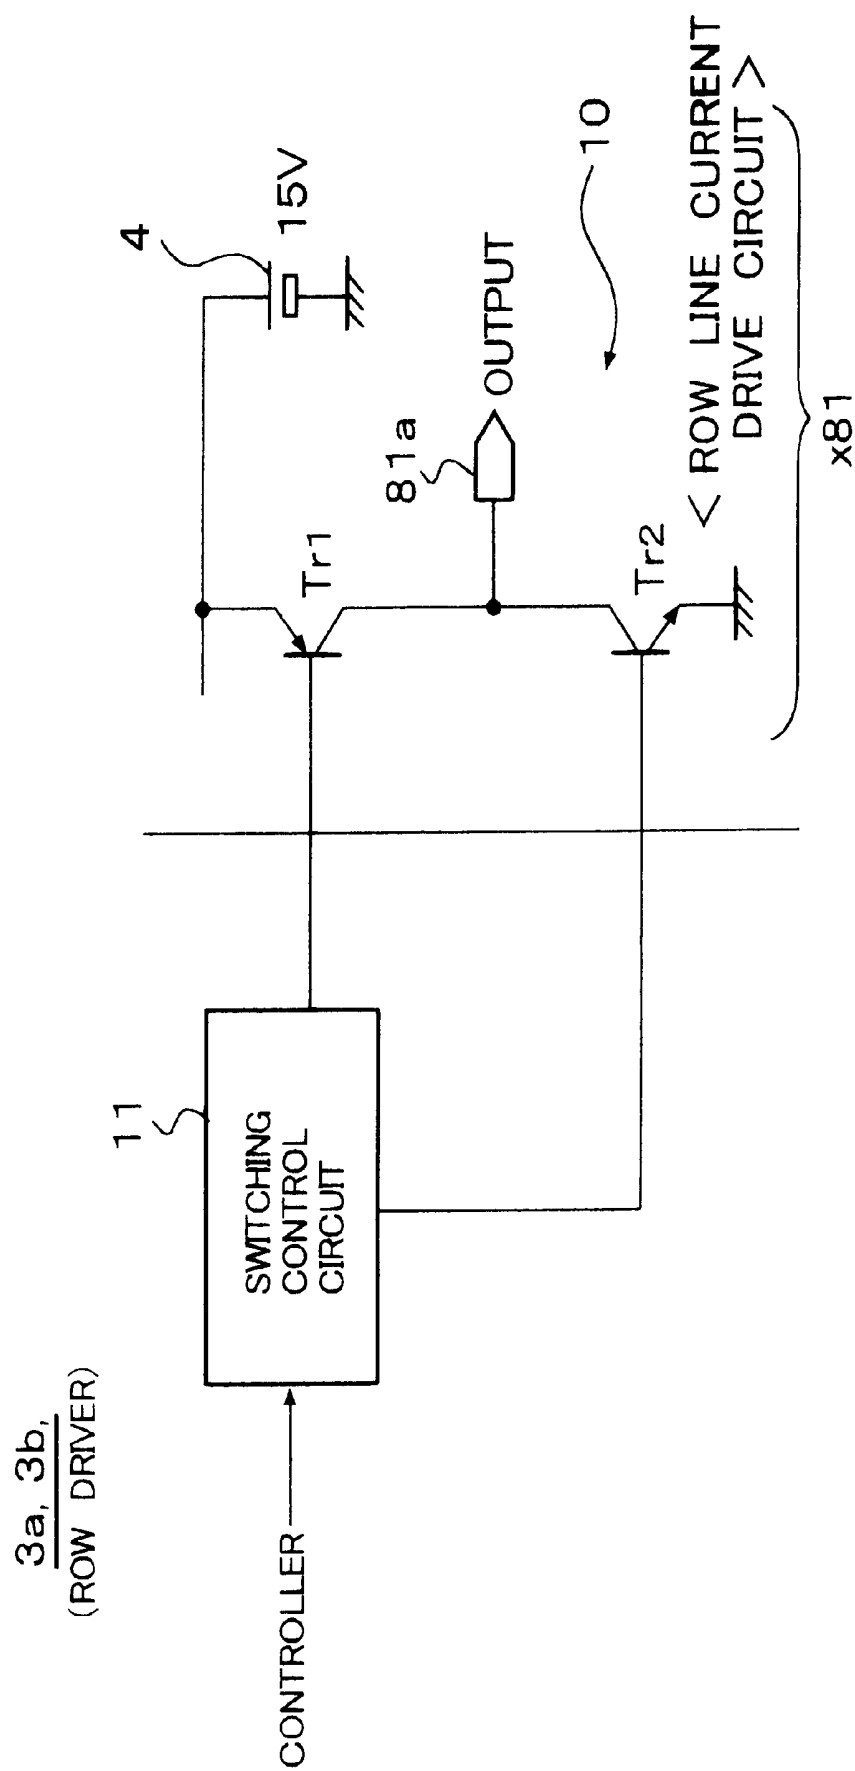 3a, 3b,
(ROW DRIVER)
CONTROLLER
11
SWITCHING
CONTROL
CIRCUIT
4
15V
Tr1
81a
OUTPUT
10
Tr2
< ROW LINE CURRENT
DRIVE CIRCUIT >
x81